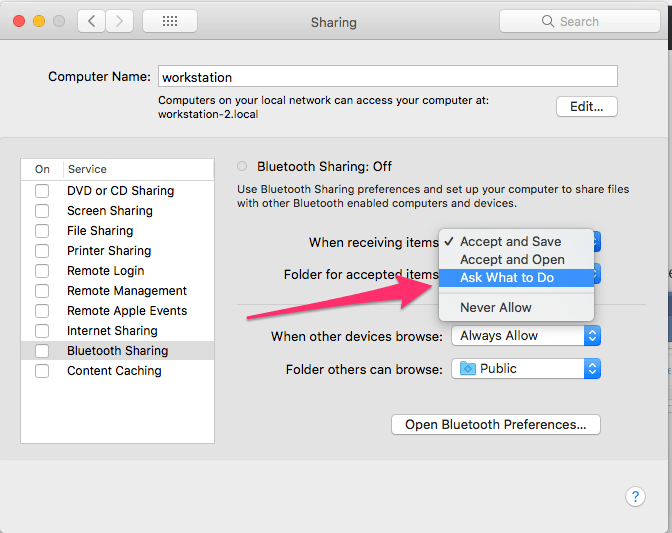 Sharing
Search
Computer Name: workstation
Computers on your local network can access your computer at:
workstation-2.local
Edit...
On Service
DVD or CD Sharing
Screen Sharing
File Sharing
Printer Sharing
Remote Login
Remote Management
Remote Apple Events
Internet Sharing
Bluetooth Sharing
Content Caching
Bluetooth Sharing: Off
Use Bluetooth Sharing preferences and set up your computer to share files
with other Bluetooth enabled computers and devices.
When receiving items
✓ Accept and Save
Accept and Open
Folder for accepted items
Ask What to Do
Never Allow
When other devices browse: Always Allow
Folder others can browse: Public
Open Bluetooth Preferences...
?